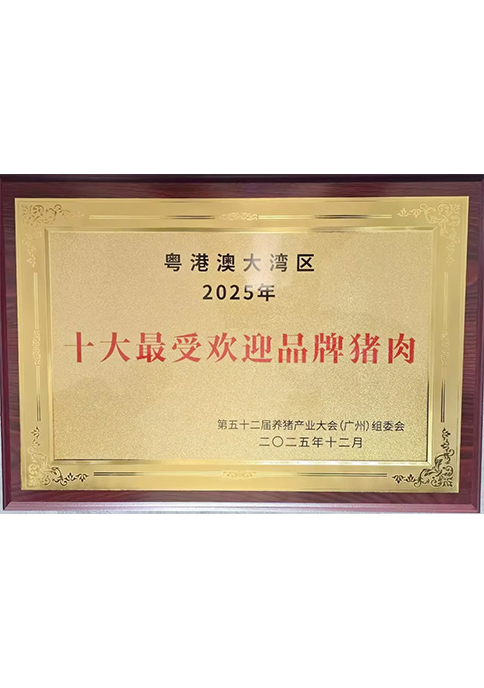 粤港澳大湾区
2025年
十大最受欢迎品牌猪肉
第五十二届养猪产业大会(广州)组委会
二〇二五年十二月